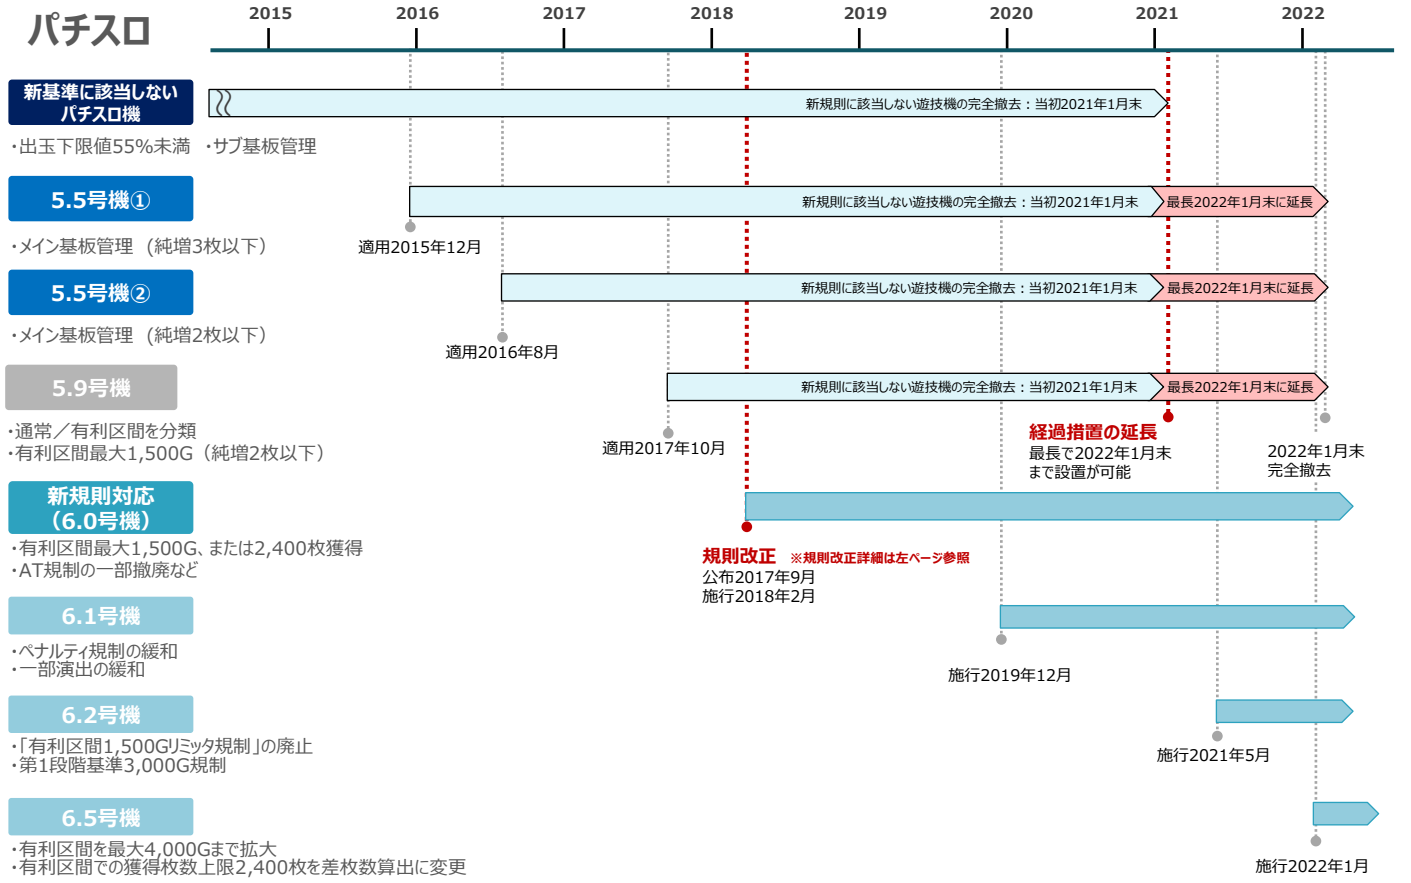 パチスロ
2015 2016 2017 2018 2019 2020 2021 2022
新基準に該当しない
パチスロ機
新規則に該当しない遊技機の完全撤去：当初2021年1月末
・出玉下限値55%未満 ・サブ基板管理
5.5号機①
新規則に該当しない遊技機の完全撤去：当初2021年1月末
最長2022年1月末に延長
・メイン基板管理 (純増3枚以下)
適用2015年12月
5.5号機②
新規則に該当しない遊技機の完全撤去：当初2021年1月末
最長2022年1月末に延長
・メイン基板管理 (純増2枚以下)
適用2016年8月
5.9号機
新規則に該当しない遊技機の完全撤去：当初2021年1月末
最長2022年1月末に延長
・通常／有利区間を分類
・有利区間最大1,500G（純増2枚以下）
適用2017年10月
経過措置の延長
最長で2022年1月末
まで設置が可能
2022年1月末
完全撤去
新規則対応
（6.0号機）
・有利区間最大1,500G、または2,400枚獲得
・AT規制の一部撤廃など
規則改正 ※規則改正詳細は左ページ参照
公布2017年9月
施行2018年2月
6.1号機
・ペナルティ規制の緩和
・一部演出の緩和
施行2019年12月
6.2号機
・「有利区間1,500Gリミッタ規制」の廃止
・第1段階基準3,000G規制
施行2021年5月
6.5号機
・有利区間を最大4,000Gまで拡大
・有利区間での獲得枚数上限2,400枚を差枚数算出に変更
施行2022年1月